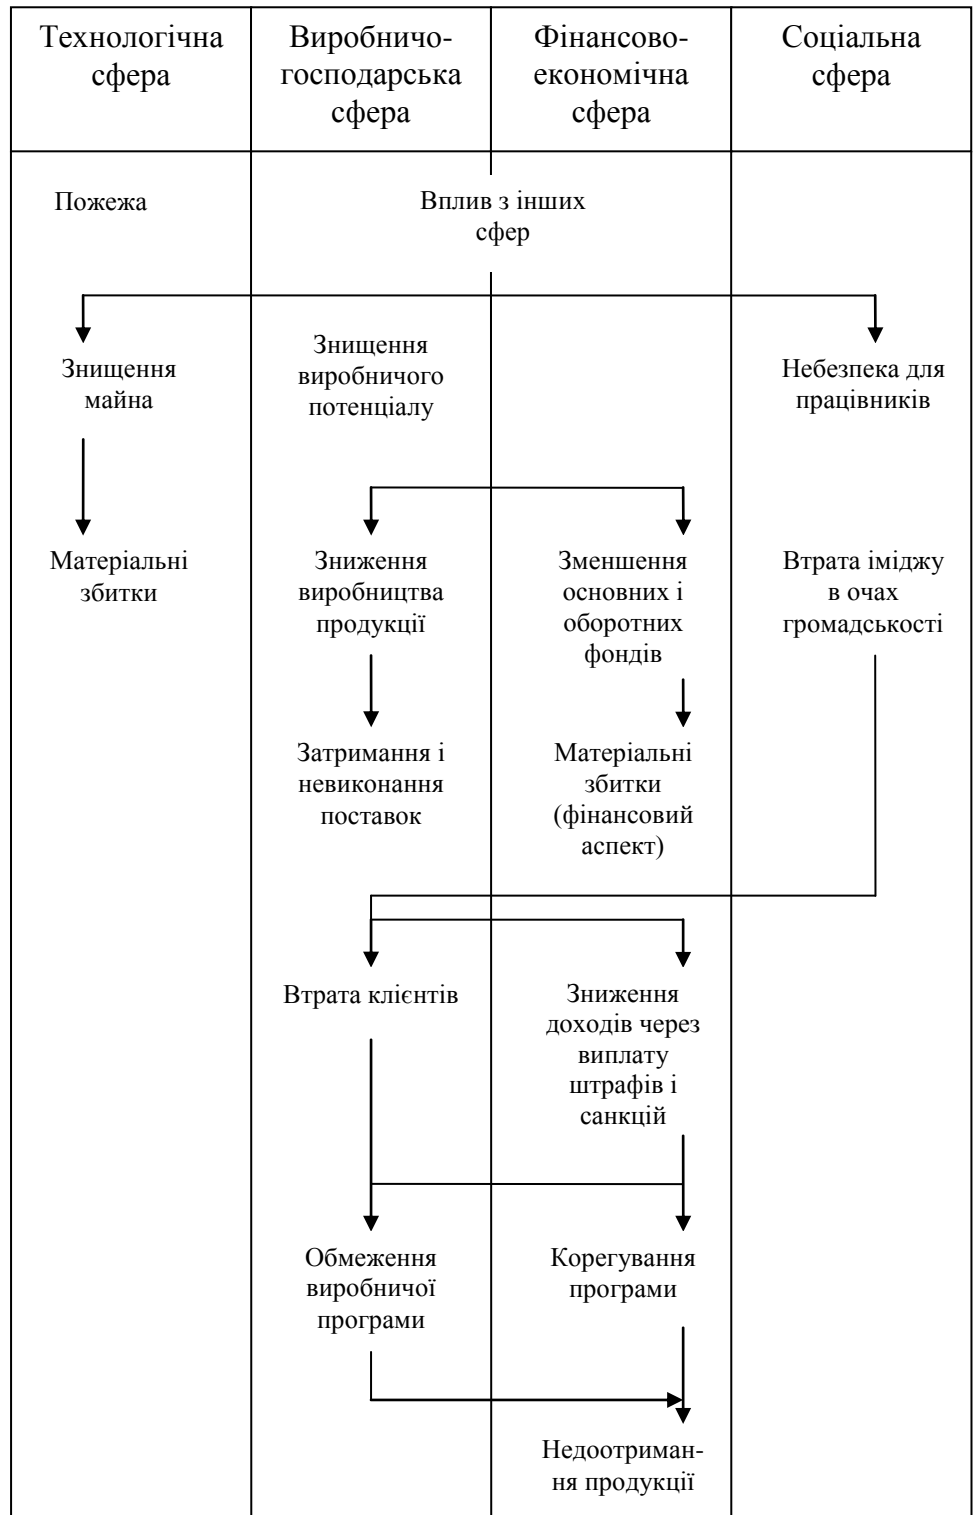 Технологічна
сфера
Виробничо-
господарська
сфера
Фінансово-
економічна
сфера
Соціальна
сфера
Пожежа
Вплив з інших
сфер
Знищення
майна
Знищення
виробничого
потенціалу
Небезпека для
працівників
Матеріальні
збитки
Зниження
виробництва
продукції
Зменшення
основних і
оборотних
фондів
Втрата іміджу
в очах
громадськості
Затримання і
невиконання
поставок
Матеріальні
збитки
(фінансовий
аспект)
Втрата клієнтів
Зниження
доходів через
виплату
штрафів і
санкцій
Обмеження
виробничої
програми
Корегування
програми
Недоотриман-
ня продукції